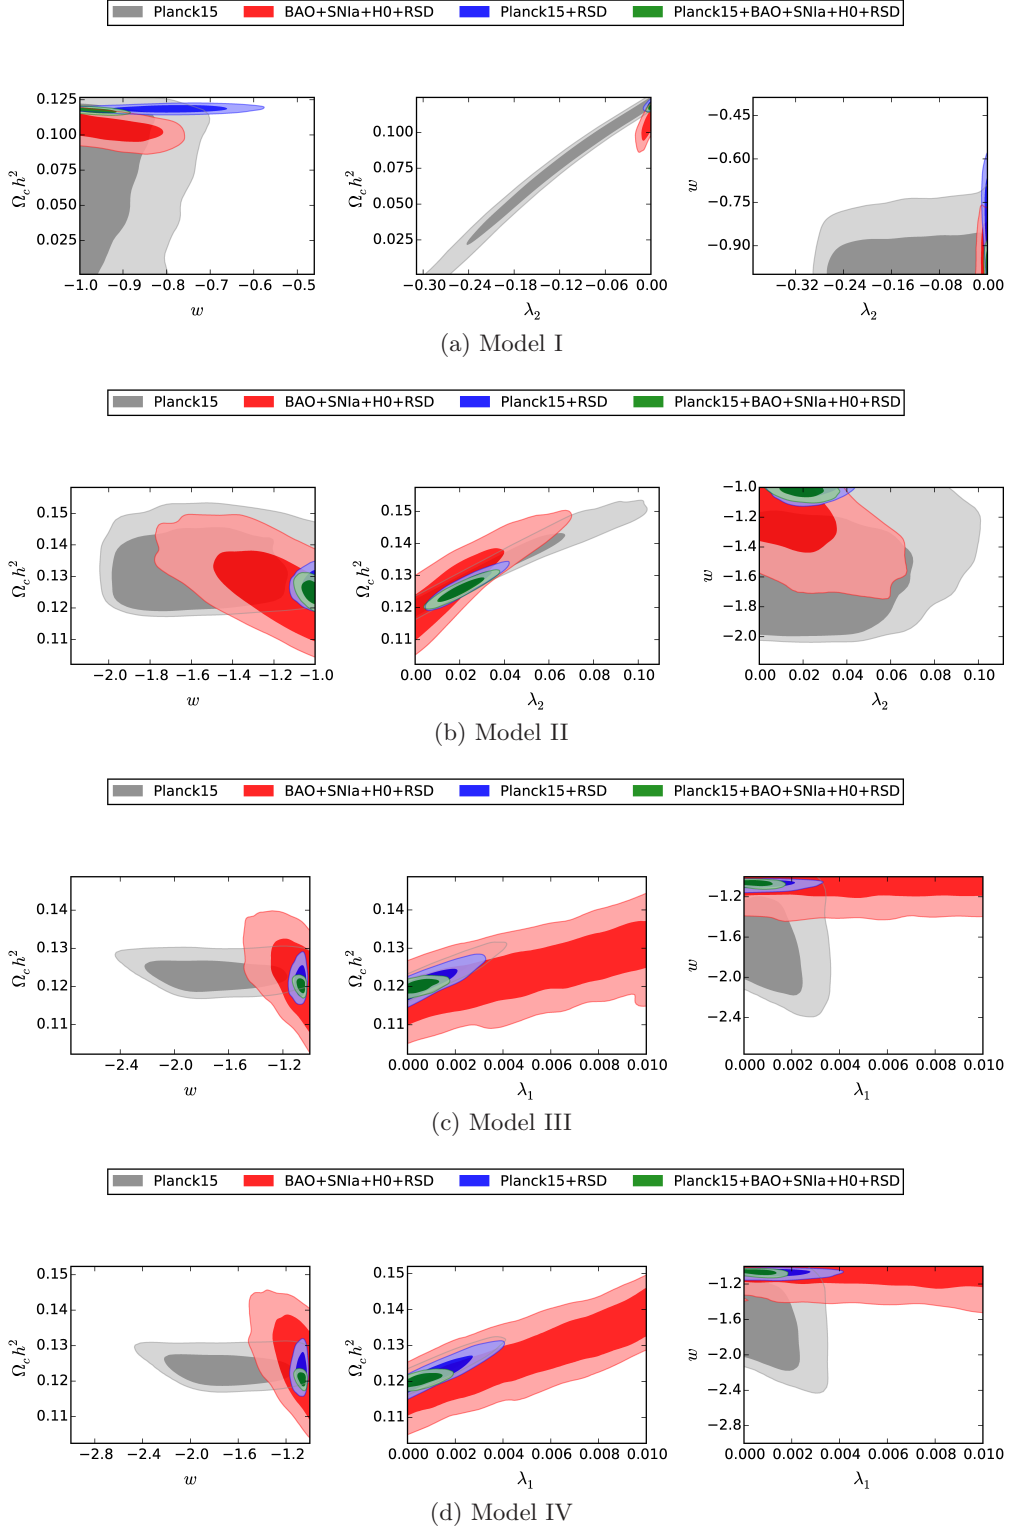 Planck15 BAO+SNIa+H0+RSD Planck15+RSD Planck15+BAO+SNIa+H0+RSD
0.125
0.100
0.075
0.050
0.025
Ω_c h²
−1.0 −0.9 −0.8 −0.7 −0.6 −0.5
w
0.100
0.075
0.050
0.025
Ω_c h²
−0.30 −0.24 −0.18 −0.12 −0.06 0.00
λ₂
−0.45
−0.60
−0.75
−0.90
w
−0.32 −0.24 −0.16 −0.08 0.00
λ₂
(a) Model I
Planck15 BAO+SNIa+H0+RSD Planck15+RSD Planck15+BAO+SNIa+H0+RSD
0.15
0.14
0.13
0.12
0.11
Ω_c h²
−2.0 −1.8 −1.6 −1.4 −1.2 −1.0
w
0.15
0.14
0.13
0.12
0.11
Ω_c h²
0.00 0.02 0.04 0.06 0.08 0.10
λ₂
−1.0
−1.2
−1.4
−1.6
−1.8
−2.0
w
0.00 0.02 0.04 0.06 0.08 0.10
λ₂
(b) Model II
Planck15 BAO+SNIa+H0+RSD Planck15+RSD Planck15+BAO+SNIa+H0+RSD
0.14
0.13
0.12
0.11
Ω_c h²
−2.4 −2.0 −1.6 −1.2
w
0.14
0.13
0.12
0.11
Ω_c h²
0.000 0.002 0.004 0.006 0.008 0.010
λ₁
−1.2
−1.6
−2.0
−2.4
w
0.000 0.002 0.004 0.006 0.008 0.010
λ₁
(c) Model III
Planck15 BAO+SNIa+H0+RSD Planck15+RSD Planck15+BAO+SNIa+H0+RSD
0.15
0.14
0.13
0.12
0.11
Ω_c h²
−2.8 −2.4 −2.0 −1.6 −1.2
w
0.15
0.14
0.13
0.12
0.11
Ω_c h²
0.000 0.002 0.004 0.006 0.008 0.010
λ₁
−1.2
−1.6
−2.0
−2.4
−2.8
w
0.000 0.002 0.004 0.006 0.008 0.010
λ₁
(d) Model IV